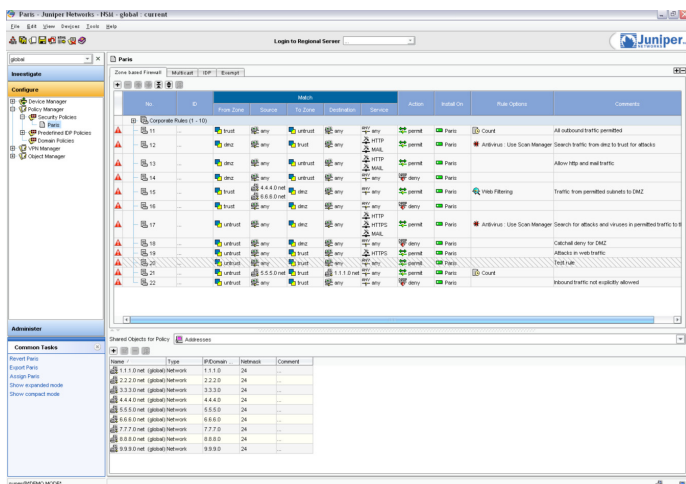 Paris - Juniper Networks - NSM - global : current
File Edit View Devices Tools Help
Login to Regional Server
Juniper
NETWORKS
global
Paris
Investigate
Configure
Device Manager
Policy Manager
Security Policies
Paris
Predefined IDP Policies
Domain Policies
VPN Manager
Object Manager
Administer
Common Tasks
Revert Paris
Export Paris
Assign Paris
Show expanded mode
Show compact mode
Zone based Firewall Multicast IDP Exempt
Match
No. ID From Zone Source To Zone Destination Service Action Install On Rule Options Comments
Corporate Rules (1 - 10)
11 ... trust any untrust any any permit Paris Count All outbound traffic permitted
12 ... dmz any trust any HTTP MAIL permit Paris Antivirus : Use Scan Manager Search traffic from dmz to trust for attacks
13 ... dmz any untrust any HTTP MAIL permit Paris Allow http and mail traffic
14 ... dmz any untrust any any deny Paris
15 ... trust 4.4.4.0 net 6.6.6.0 net dmz any any permit Paris Web Filtering Traffic from permitted subnets to DMZ
16 ... trust any dmz any any deny Paris
17 ... untrust any dmz any HTTP HTTPS MAIL permit Paris Antivirus : Use Scan Manager Search for attacks and viruses in permitted traffic to t
18 ... untrust any dmz any any deny Paris Catchall deny for DMZ
19 ... untrust any trust any HTTPS permit Paris Attacks in web traffic
20 ... untrust any trust any any permit Paris Test rule
21 ... untrust 5.5.5.0 net trust 1.1.1.0 net any permit Paris Count
22 ... untrust any trust any any deny Paris Inbound traffic not explicitly allowed
Shared Objects for Policy Addresses
Name Type IP/Domain ... Netmask Comment
1.1.1.0 net (global) Network 1.1.1.0 24 ...
2.2.2.0 net (global) Network 2.2.2.0 24 ...
3.3.3.0 net (global) Network 3.3.3.0 24 ...
4.4.4.0 net (global) Network 4.4.4.0 24 ...
5.5.5.0 net (global) Network 5.5.5.0 24 ...
6.6.6.0 net (global) Network 6.6.6.0 24 ...
7.7.7.0 net (global) Network 7.7.7.0 24 ...
8.8.8.0 net (global) Network 8.8.8.0 24 ...
9.9.9.0 net (global) Network 9.9.9.0 24 ...